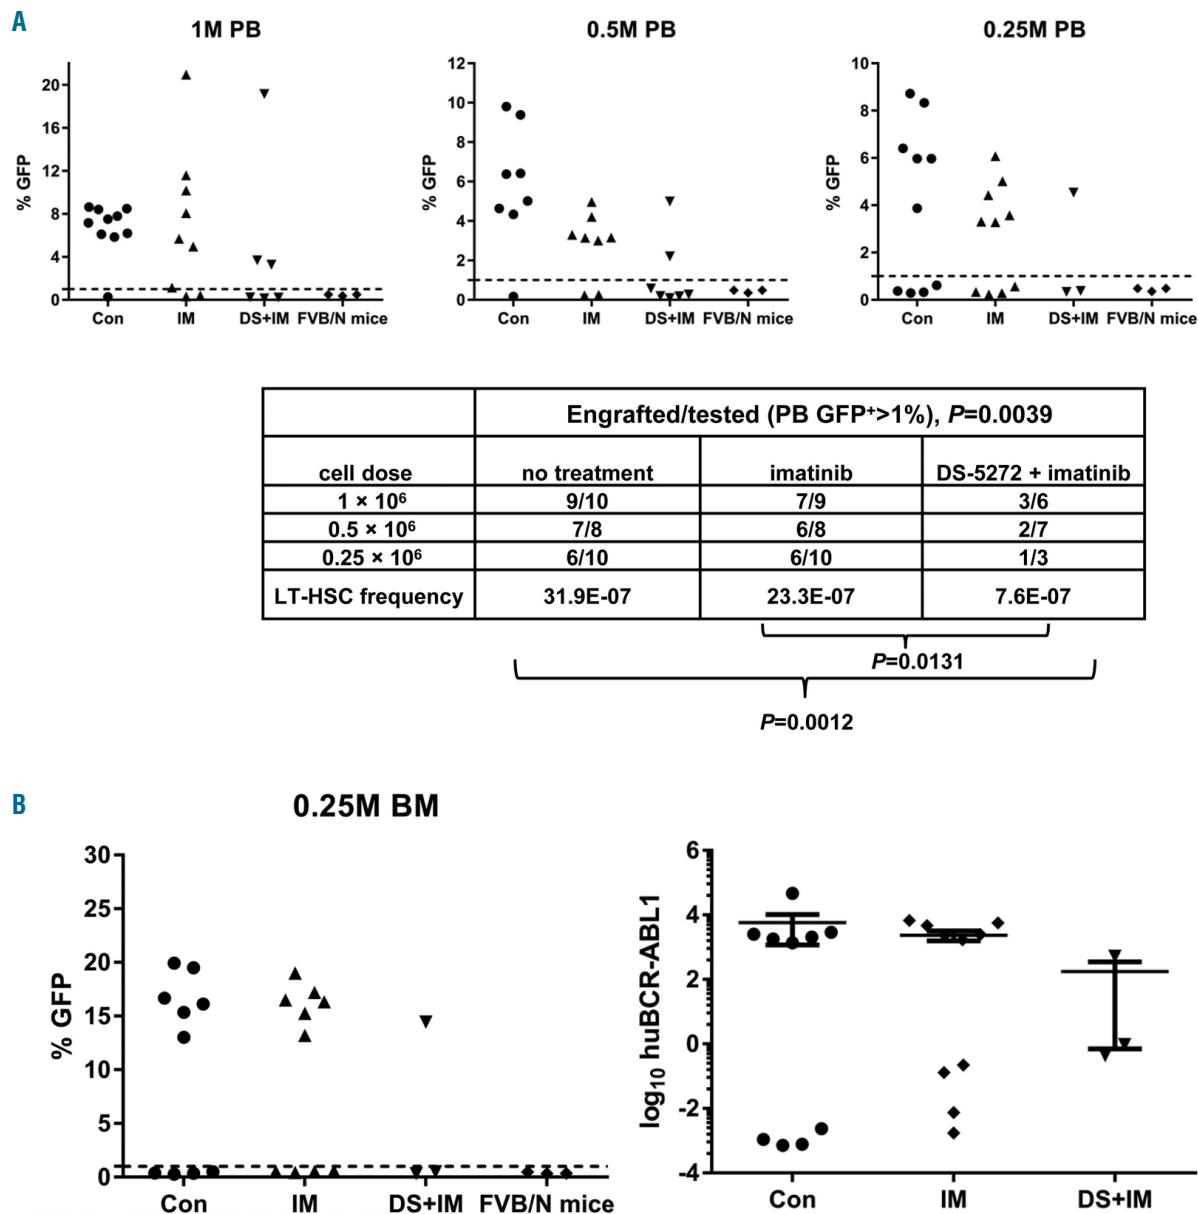 A
1M PB
0.5M PB
0.25M PB
% GFP
20
16
12
8
4
0
Con IM DS+IM FVB/N mice
% GFP
12
10
8
6
4
2
0
Con IM DS+IM FVB/N mice
% GFP
10
8
6
4
2
0
Con IM DS+IM FVB/N mice
Engrafted/tested (PB GFP⁺>1%), P=0.0039
cell dose no treatment imatinib DS-5272 + imatinib
1 × 10⁶ 9/10 7/9 3/6
0.5 × 10⁶ 7/8 6/8 2/7
0.25 × 10⁶ 6/10 6/10 1/3
LT-HSC frequency 31.9E-07 23.3E-07 7.6E-07
P=0.0131
P=0.0012
B
0.25M BM
% GFP
30
25
20
15
10
5
0
Con IM DS+IM FVB/N mice
log₁₀ huBCR-ABL1
6
4
2
0
-2
-4
Con IM DS+IM